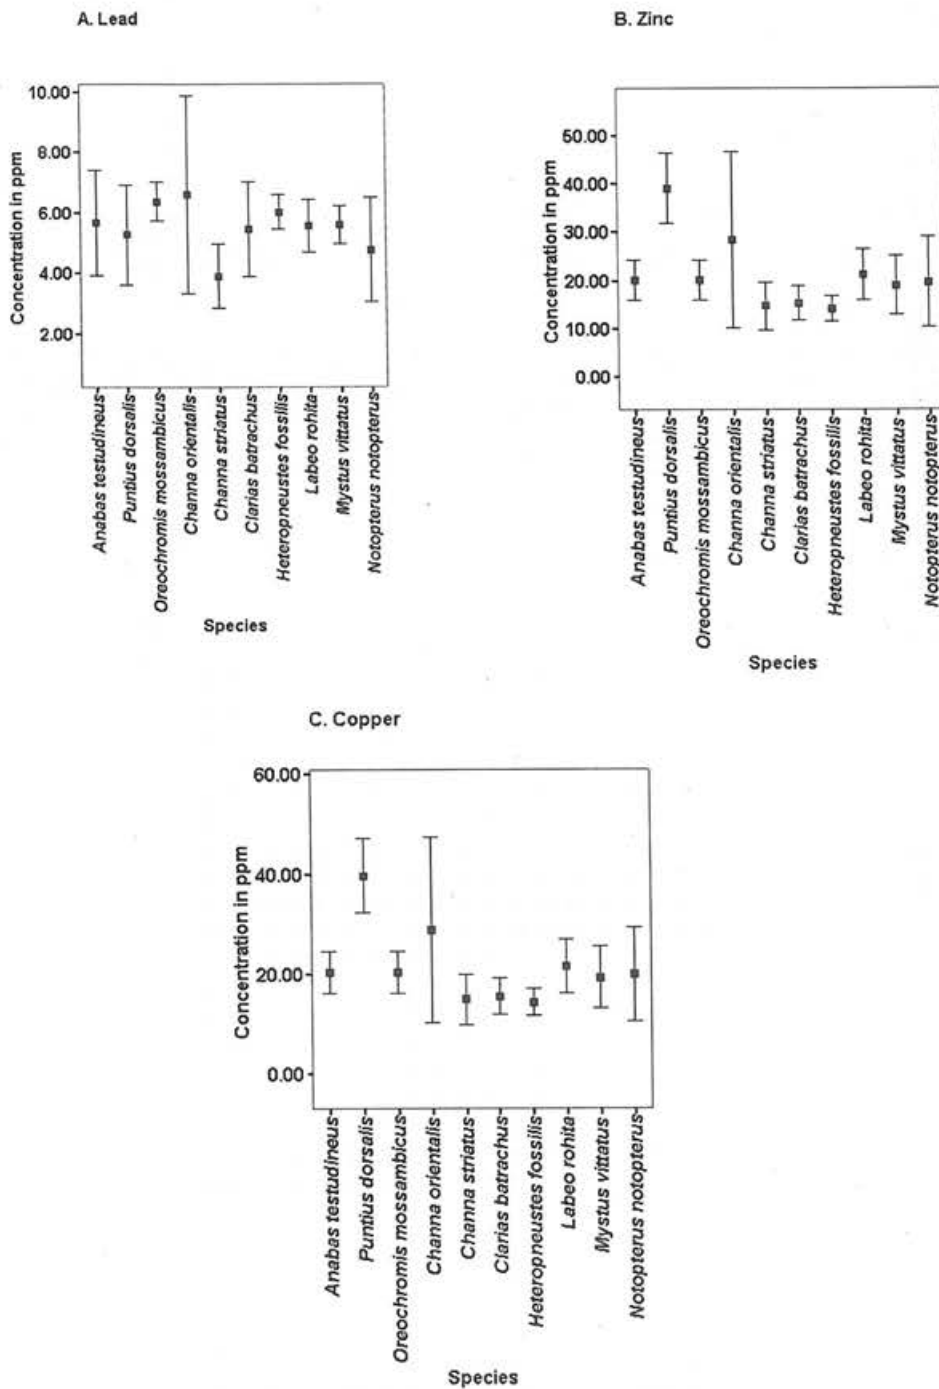 A. Lead
Concentration in ppm
10.00
8.00
6.00
4.00
2.00
Anabas testudineus
Puntius dorsalis
Oreochromis mossambicus
Channa orientalis
Channa striatus
Clarias batrachus
Heteropneustes fossilis
Labeo rohita
Mystus vittatus
Notopterus notopterus
Species
B. Zinc
Concentration in ppm
50.00
40.00
30.00
20.00
10.00
0.00
Anabas testudineus
Puntius dorsalis
Oreochromis mossambicus
Channa orientalis
Channa striatus
Clarias batrachus
Heteropneustes fossilis
Labeo rohita
Mystus vittatus
Notopterus notopterus
Species
C. Copper
Concentration in ppm
60.00
40.00
20.00
0.00
Anabas testudineus
Puntius dorsalis
Oreochromis mossambicus
Channa orientalis
Channa striatus
Clarias batrachus
Heteropneustes fossilis
Labeo rohita
Mystus vittatus
Notopterus notopterus
Species